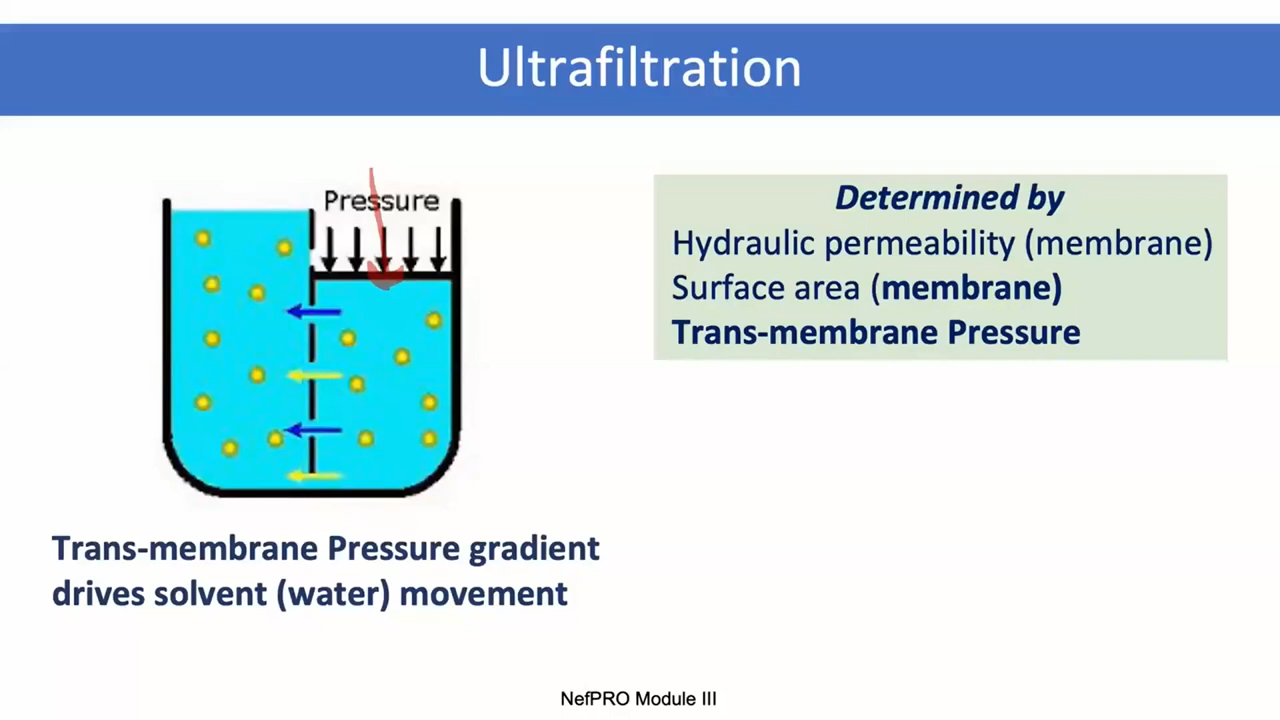 Ultrafiltration
Pressure
Determined by
Hydraulic permeability (membrane)
Surface area (membrane)
Trans-membrane Pressure
Trans-membrane Pressure gradient
drives solvent (water) movement
NefPRO Module III